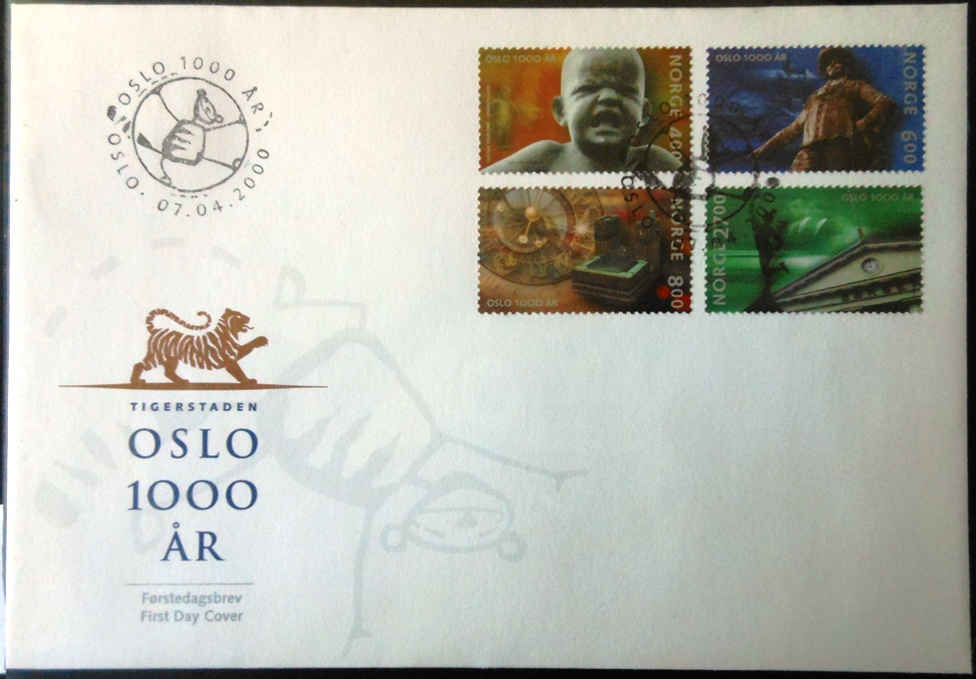 OSLO 1000 ÅR
OSLO. 07.04.2000
OSLO 1000 ÅR
NORGE 4.00
OSLO 1000 ÅR
NORGE 6.00
OSLO 1000 ÅR
NORGE 8.00
OSLO 1000 ÅR
NORGE 27.00
OSLO
TIGERSTADEN
OSLO
1000
ÅR
Førstedagsbrev
First Day Cover